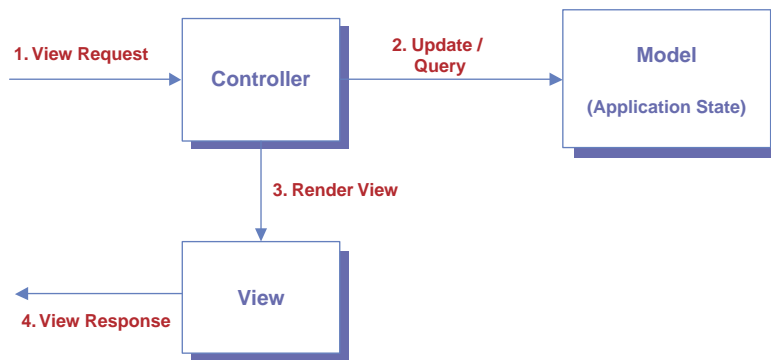 1. View Request
Controller
2. Update /
Query
Model
(Application State)
3. Render View
View
4. View Response